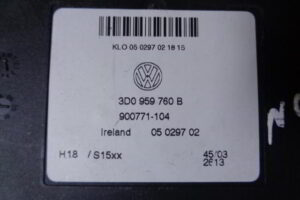 KLO 05 0297 02 18 15
3D0 959 760 B
900771-104
Ireland 05 0297 02
H18 / S15xx 45/03
2613